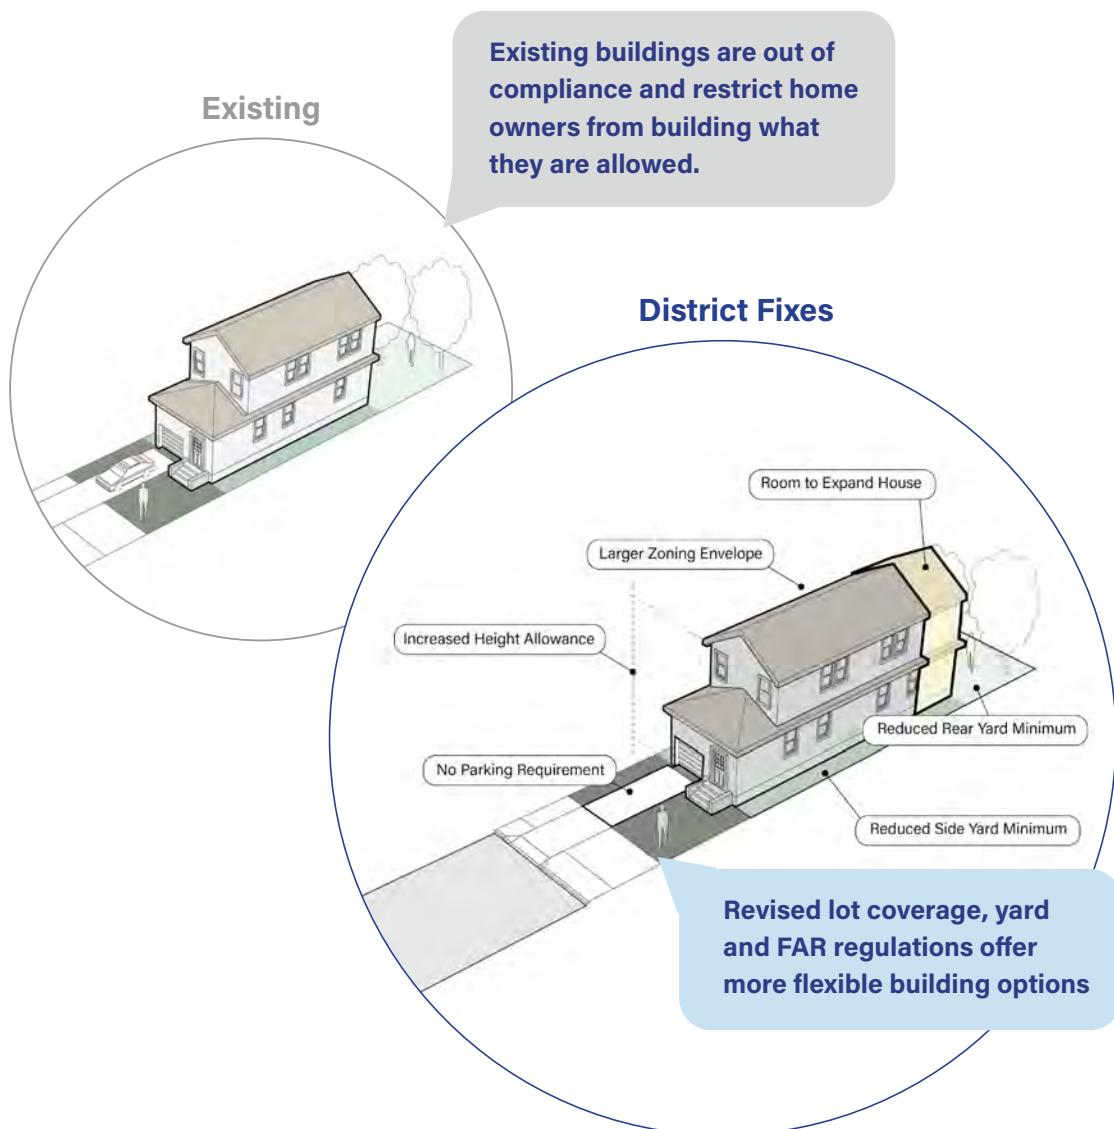 Existing
Existing buildings are out of
compliance and restrict home
owners from building what
they are allowed.
District Fixes
Room to Expand House
Larger Zoning Envelope
Increased Height Allowance
Reduced Rear Yard Minimum
No Parking Requirement
Reduced Side Yard Minimum
Revised lot coverage, yard
and FAR regulations offer
more flexible building options